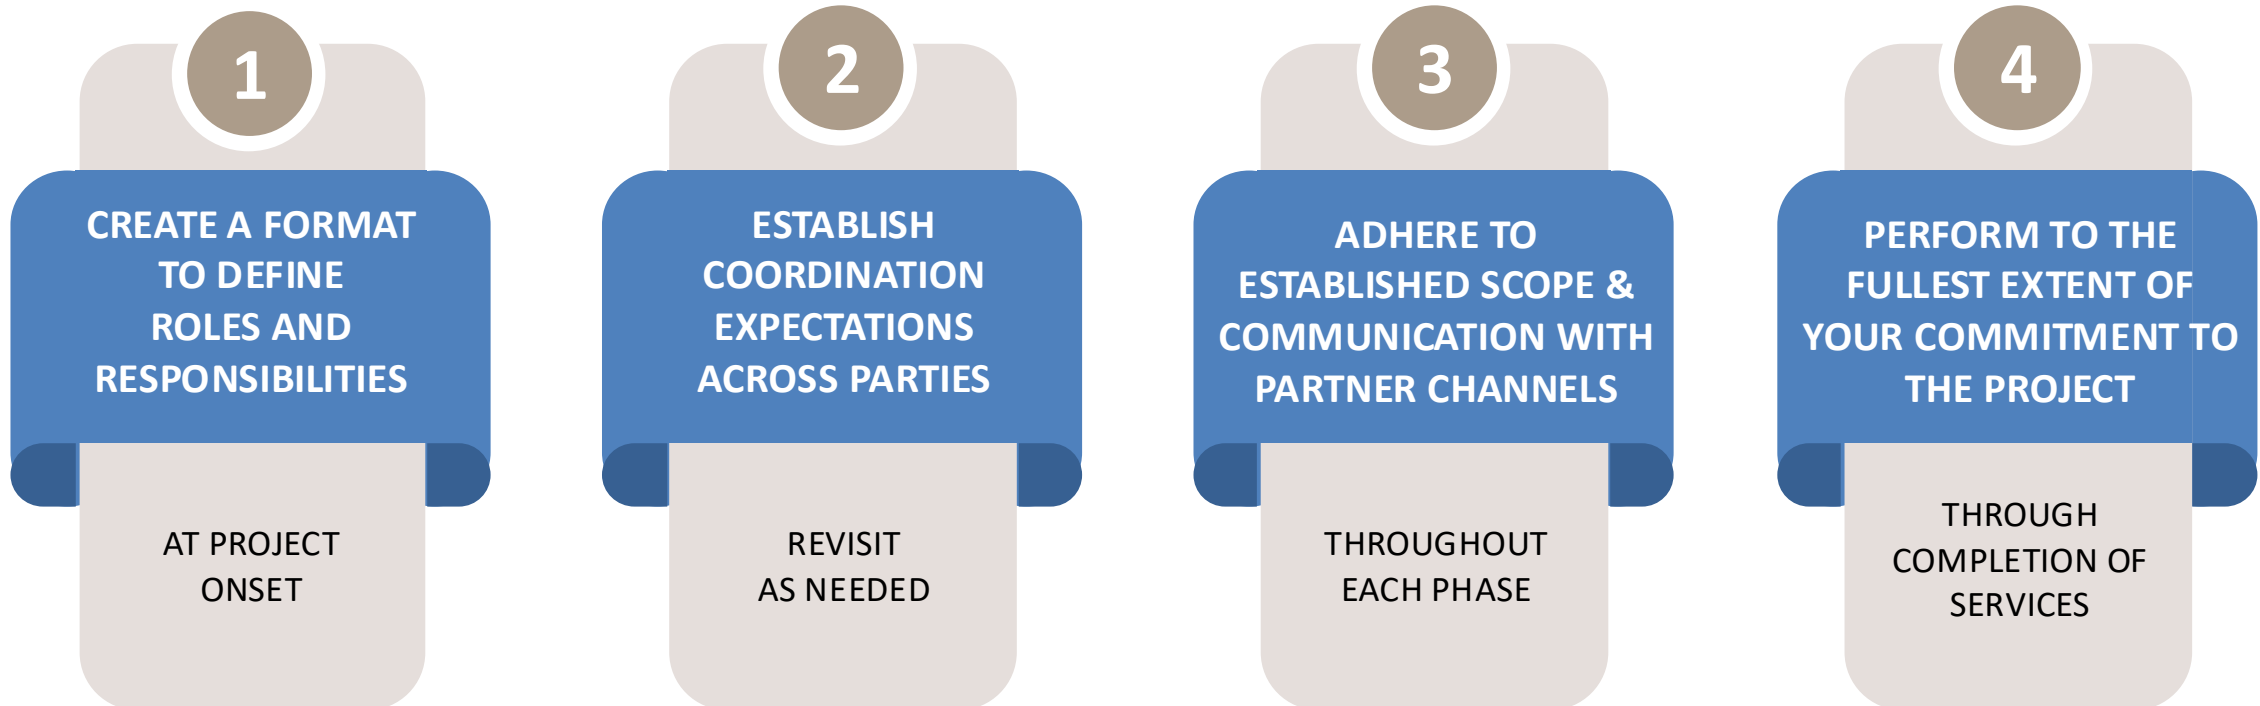 1
CREATE A FORMAT
TO DEFINE
ROLES AND
RESPONSIBILITIES
AT PROJECT
ONSET
2
ESTABLISH
COORDINATION
EXPECTATIONS
ACROSS PARTIES
REVISIT
AS NEEDED
3
ADHERE TO
ESTABLISHED SCOPE &
COMMUNICATION WITH
PARTNER CHANNELS
THROUGHOUT
EACH PHASE
4
PERFORM TO THE
FULLEST EXTENT OF
YOUR COMMITMENT TO
THE PROJECT
THROUGH
COMPLETION OF
SERVICES